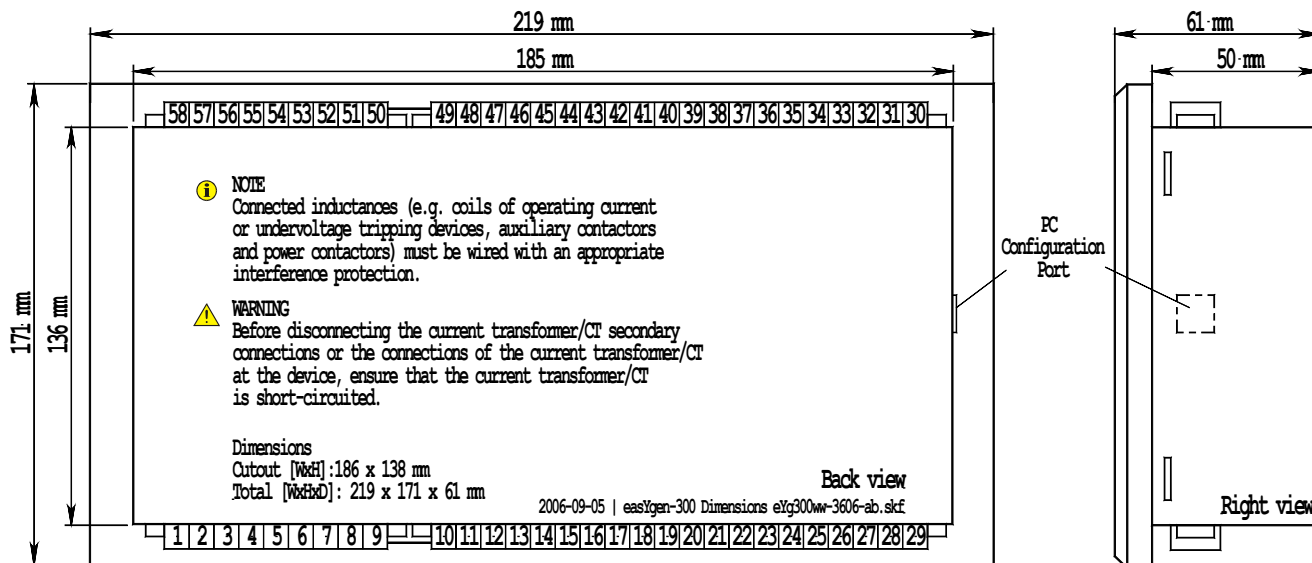 219 mm
61 mm
185 mm
50 mm
58 57 56 55 54 53 52 51 50 49 48 47 46 45 44 43 42 41 40 39 38 37 36 35 34 33 32 31 30
NOTE
Connected inductances (e.g. coils of operating current
or undervoltage tripping devices, auxiliary contactors
and power contactors) must be wired with an appropriate
interference protection.
PC
Configuration
Port
171 mm
136 mm
WARNING
Before disconnecting the current transformer/CT secondary
connections or the connections of the current transformer/CT
at the device, ensure that the current transformer/CT
is short-circuited.
Dimensions
Cutout [WxH]:186 x 138 mm
Total [WxHxD]: 219 x 171 x 61 mm
Back view
2006-09-05 | easYgen-300 Dimensions eYg300ww-3606-ab.skf
Right view
1 2 3 4 5 6 7 8 9 10 11 12 13 14 15 16 17 18 19 20 21 22 23 24 25 26 27 28 29